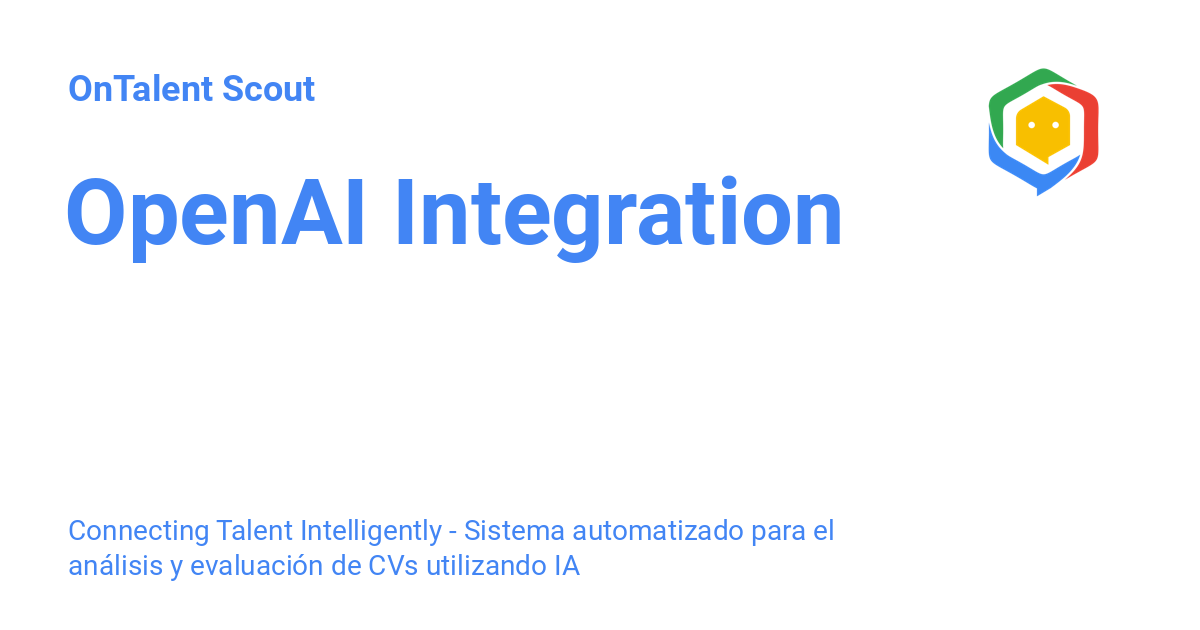 OnTalent Scout
OpenAI Integration
Connecting Talent Intelligently - Sistema automatizado para el
análisis y evaluación de CVs utilizando IA